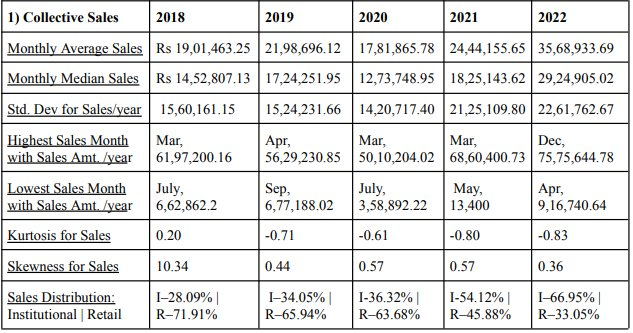 1) Collective Sales 2018 2019 2020 2021 2022
Monthly Average Sales Rs 19,01,463.25 21,98,696.12 17,81,865.78 24,44,155.65 35,68,933.69
Monthly Median Sales Rs 14,52,807.13 17,24,251.95 12,73,748.95 18,25,143.62 29,24,905.02
Std. Dev for Sales/year 15,60,161.15 15,24,231.66 14,20,717.40 21,25,109.80 22,61,762.67
Highest Sales Month Mar, Apr, Mar, Mar, Dec,
with Sales Amt. /year 61,97,200.16 56,29,230.85 50,10,204.02 68,60,400.73 75,75,644.78
Lowest Sales Month July, Sep, July, May, Apr,
with Sales Amt. /year 6,62,862.2 6,77,188.02 3,58,892.22 13,400 9,16,740.64
Kurtosis for Sales 0.20 -0.71 -0.61 -0.80 -0.83
Skewness for Sales 10.34 0.44 0.57 0.57 0.36
Sales Distribution: I–28.09% | I–34.05% | I-36.32% | I-54.12% | I–66.95% |
Institutional | Retail R–71.91% R–65.94% R–63.68% R–45.88% R–33.05%